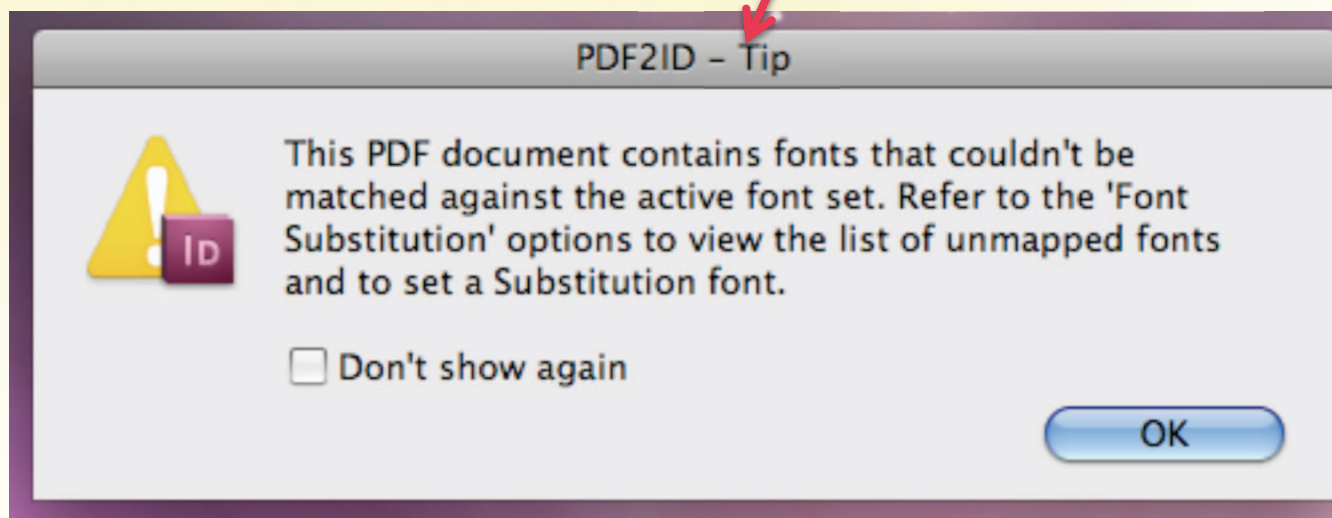 PDF2ID – Tip
This PDF document contains fonts that couldn't be
matched against the active font set. Refer to the 'Font
Substitution' options to view the list of unmapped fonts
and to set a Substitution font.
ID
Don't show again
OK